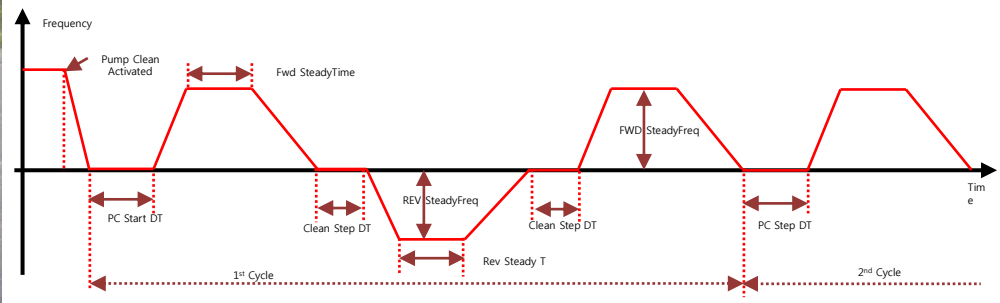 Frequency
Pump Clean
Activated
Fwd SteadyTime
FWD SteadyFreq
Tim
e
REV SteadyFreq
PC Start DT
Clean Step DT
Clean Step DT
PC Step DT
Rev Steady T
1st Cycle
2nd Cycle